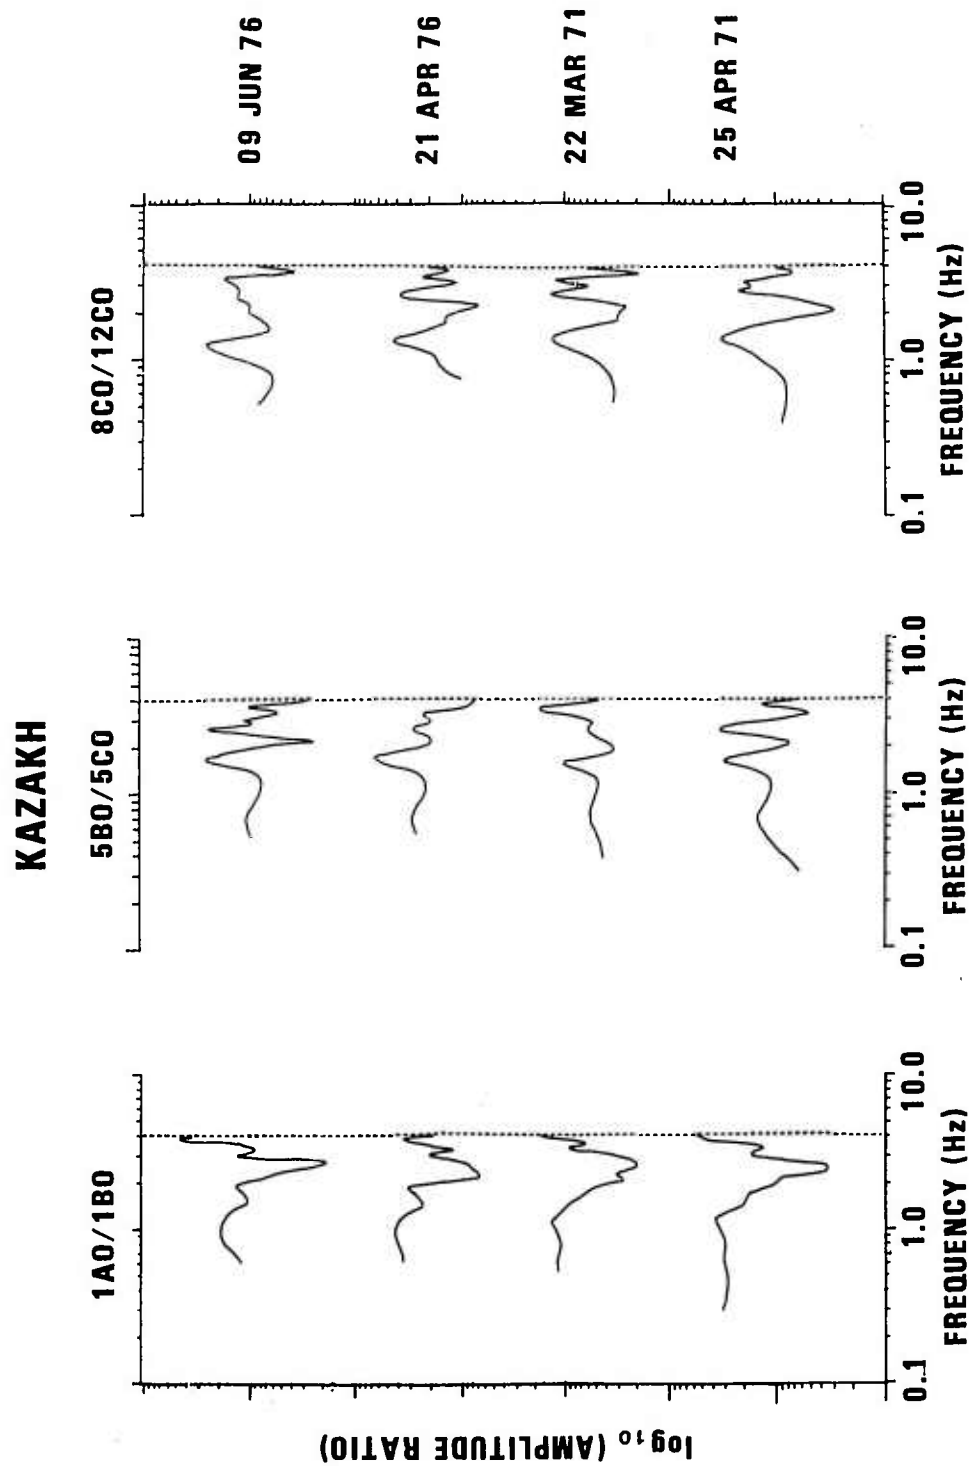 KAZAKH
1A0/1B0
5B0/5C0
8C0/12C0
09 JUN 76
21 APR 76
22 MAR 71
25 APR 71
log10 (AMPLITUDE RATIO)
0.1 1.0 10.0
FREQUENCY (Hz)
0.1 1.0 10.0
FREQUENCY (Hz)
0.1 1.0 10.0
FREQUENCY (Hz)